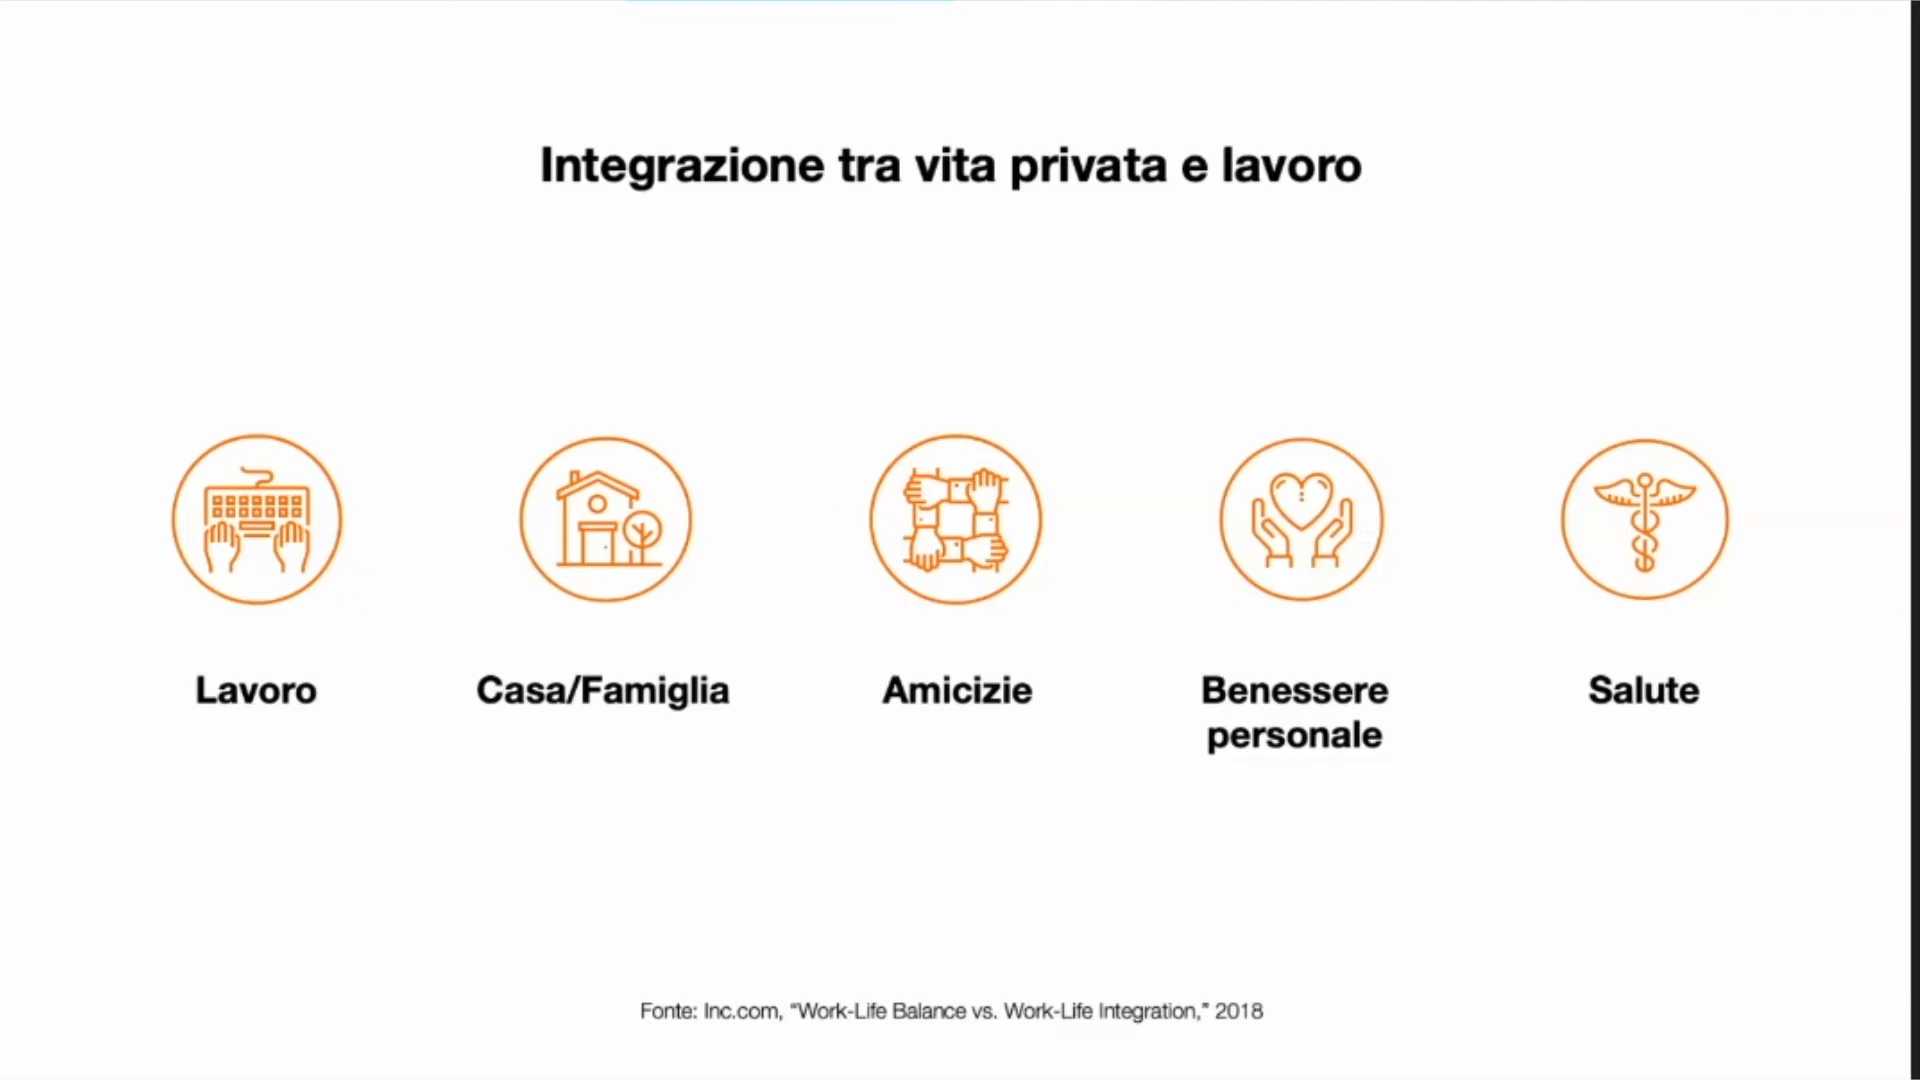 Integrazione tra vita privata e lavoro
Lavoro
Casa/Famiglia
Amicizie
Benessere
personale
Salute
Fonte: Inc.com, “Work-Life Balance vs. Work-Life Integration,” 2018